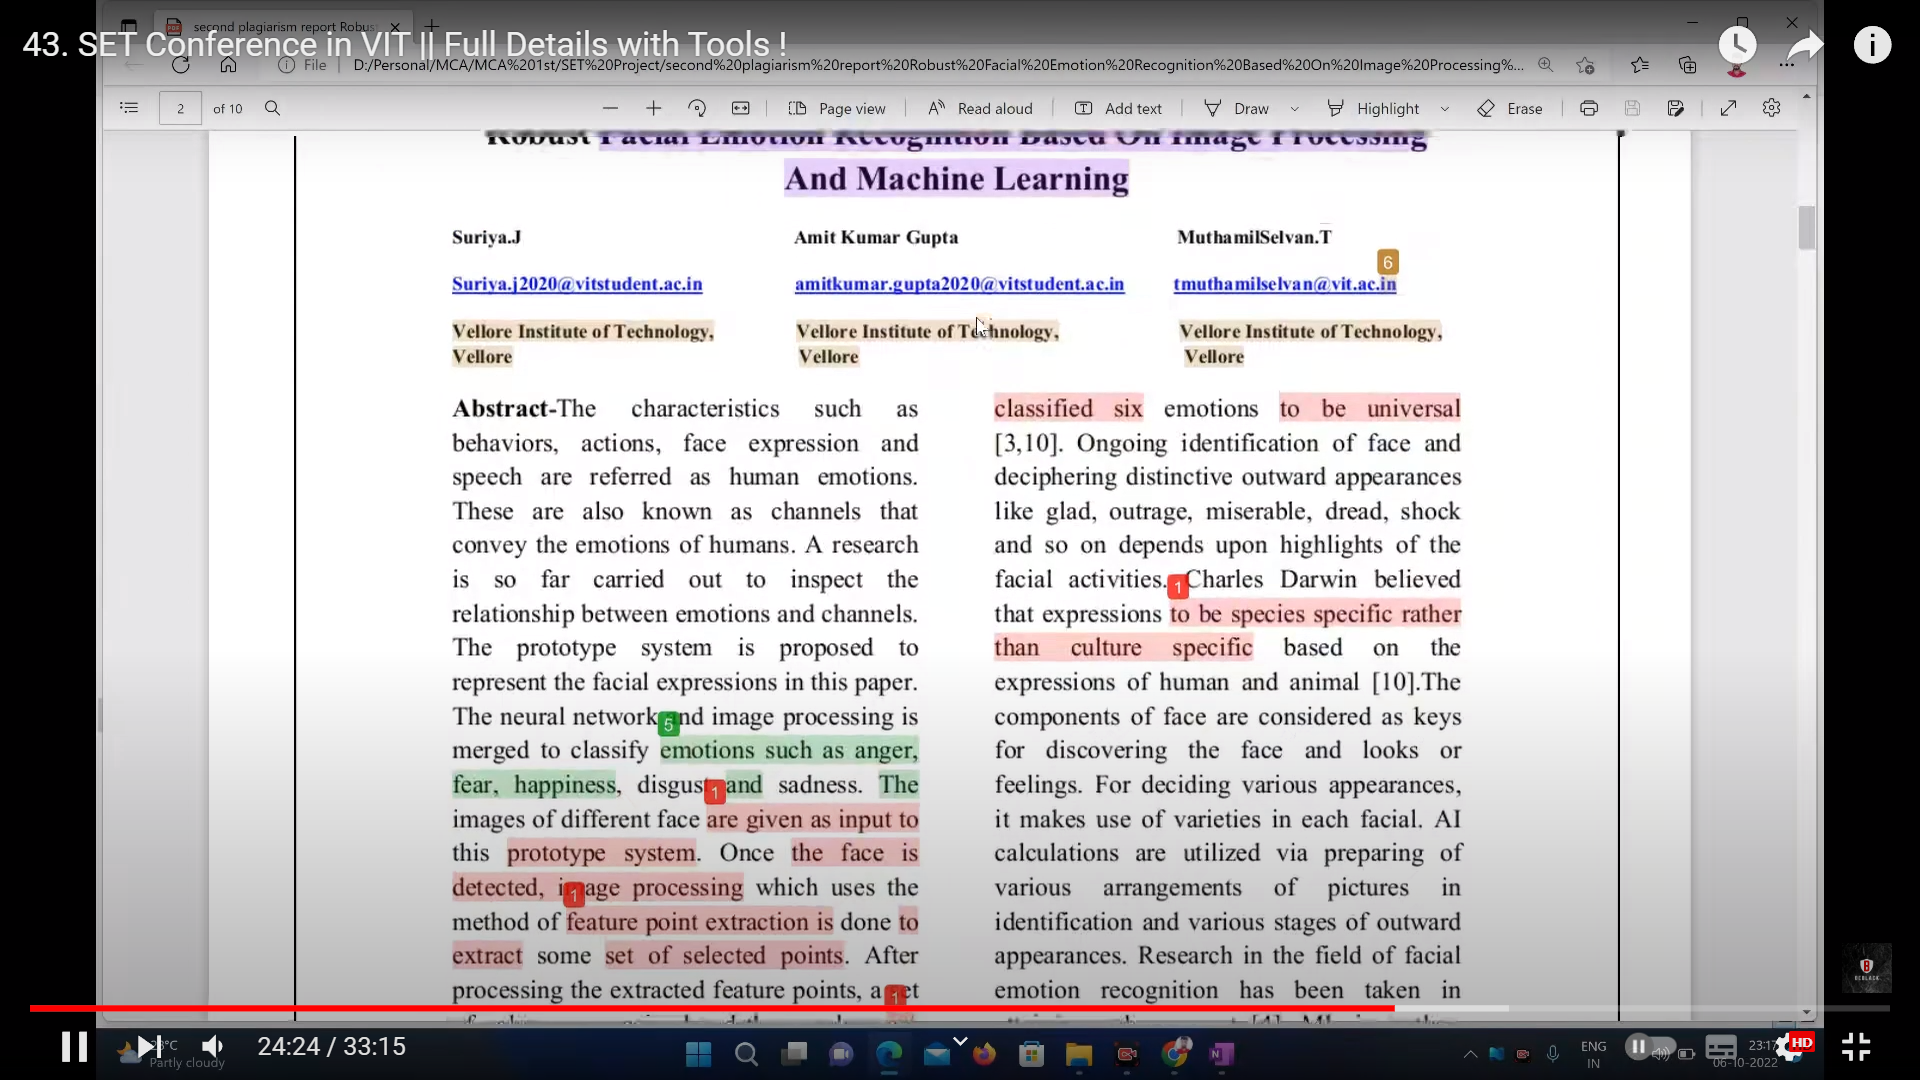 43. SET Conference in VIT || Full Details with Tools !
second plagiarism report Robus
File
D:/Personal/MCA/MCA%201st/SET%20Project/second%20plagiarism%20report%20Robust%20Facial%20Emotion%20Recognition%20Based%20On%20Image%20Processing%...
2 of 10
Page view
Read aloud
Add text
Draw
Highlight
Erase
Robust Facial Emotion Recognition Based On Image Processing
And Machine Learning
Suriya.J
Amit Kumar Gupta
MuthamilSelvan.T
6
Suriya.j2020@vitstudent.ac.in
amitkumar.gupta2020@vitstudent.ac.in
tmuthamilselvan@vit.ac.in
Vellore Institute of Technology,
Vellore
Vellore Institute of Technology,
Vellore
Vellore Institute of Technology,
Vellore
Abstract-The characteristics such as
behaviors, actions, face expression and
speech are referred as human emotions.
These are also known as channels that
convey the emotions of humans. A research
is so far carried out to inspect the
relationship between emotions and channels.
The prototype system is proposed to
represent the facial expressions in this paper.
The neural network and image processing is
5
merged to classify emotions such as anger,
fear, happiness, disgust and sadness. The
1
images of different face are given as input to
this prototype system. Once the face is
detected, image processing which uses the
1
method of feature point extraction is done to
extract some set of selected points. After
processing the extracted feature points, a set
1
classified six emotions to be universal
[3,10]. Ongoing identification of face and
deciphering distinctive outward appearances
like glad, outrage, miserable, dread, shock
and so on depends upon highlights of the
facial activities. Charles Darwin believed
1
that expressions to be species specific rather
than culture specific based on the
expressions of human and animal [10].The
components of face are considered as keys
for discovering the face and looks or
feelings. For deciding various appearances,
it makes use of varieties in each facial. AI
calculations are utilized via preparing of
various arrangements of pictures in
identification and various stages of outward
appearances. Research in the field of facial
emotion recognition has been taken in
24:24 / 33:15
Partly cloudy
ENG
IN
23:17
06-10-2022
HD